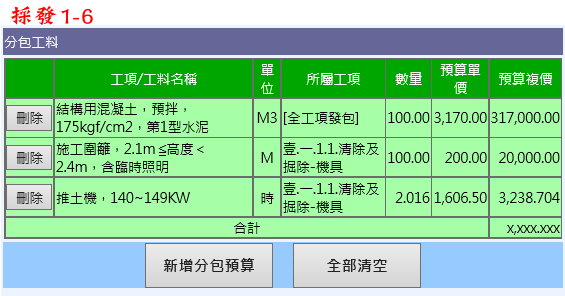 採發1-6
分包工料
工項/工料名稱 單位 所屬工項 數量 預算單價 預算複價
刪除 結構用混凝土，預拌，175kgf/cm2，第1型水泥 M3 [全工項發包] 100.00 3,170.00 317,000.00
刪除 施工圍籬，2.1m≦高度＜2.4m，含臨時照明 M 壹.一.1.1.清除及掘除-機具 100.00 200.00 20,000.00
刪除 推土機，140~149KW 時 壹.一.1.1.清除及掘除-機具 2.016 1,606.50 3,238.704
合計 x,xxx.xxx
新增分包預算 全部清空